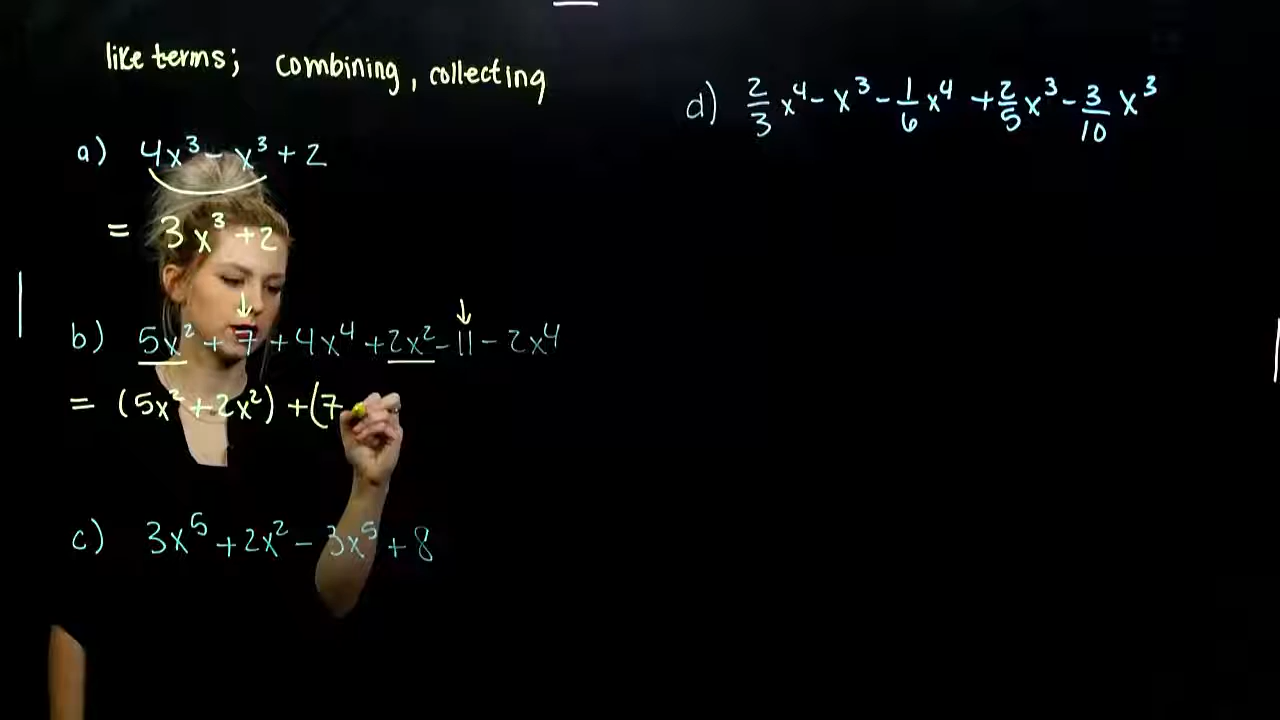 like terms; combining, collecting
a) 4x³ - x³ + 2
= 3x³ + 2
b) 5x² + 7 + 4x⁴ + 2x² - 11 - 2x⁴
= (5x² + 2x²) + (7
c) 3x⁵ + 2x² - 3x⁵ + 8
d) 2/3 x⁴ - x³ - 1/6 x⁴ + 2/5 x³ - 3/10 x³